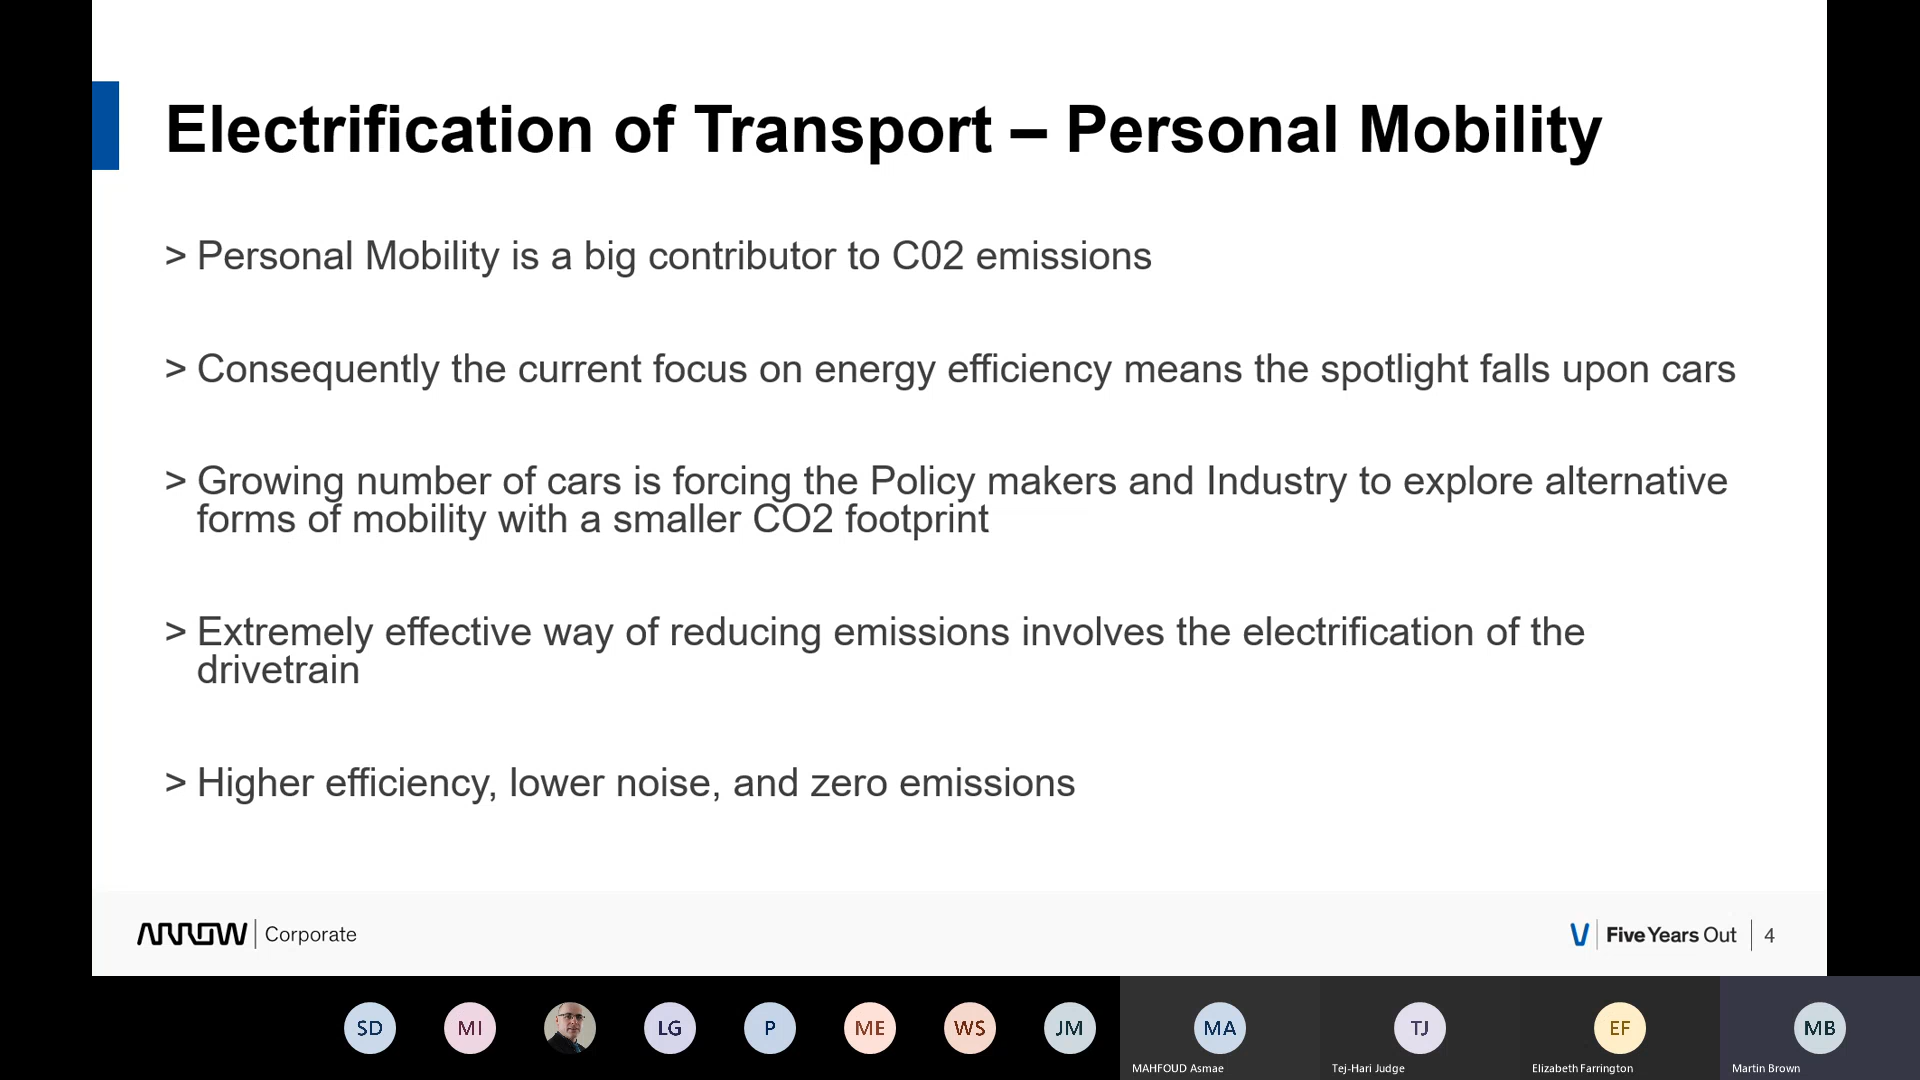 Electrification of Transport – Personal Mobility
> Personal Mobility is a big contributor to C02 emissions
> Consequently the current focus on energy efficiency means the spotlight falls upon cars
> Growing number of cars is forcing the Policy makers and Industry to explore alternative
forms of mobility with a smaller CO2 footprint
> Extremely effective way of reducing emissions involves the electrification of the
drivetrain
> Higher efficiency, lower noise, and zero emissions
ARROW | Corporate
Five Years Out | 4
SD MI LG P ME WS JM MA TJ EF MB
MAHFOUD Asmae Tej-Hari Judge Elizabeth Farrington Martin Brown